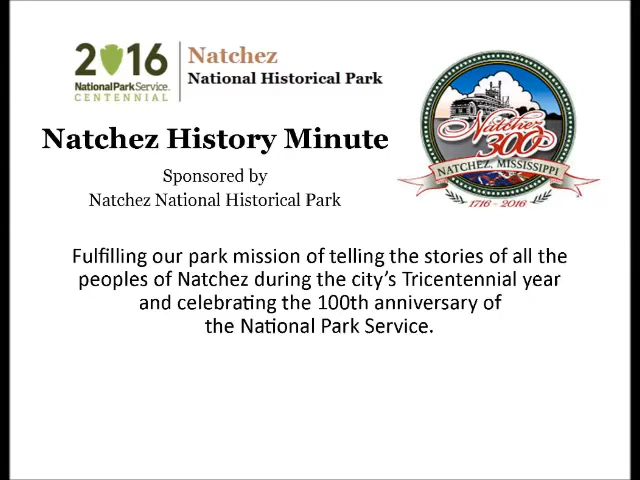 2016
National Park Service
CENTENNIAL
Natchez
National Historical Park
Natchez History Minute
Sponsored by
Natchez National Historical Park
Natchez
300
NATCHEZ, MISSISSIPPI
1716 - 2016
Fulfilling our park mission of telling the stories of all the
peoples of Natchez during the city's Tricentennial year
and celebrating the 100th anniversary of
the National Park Service.